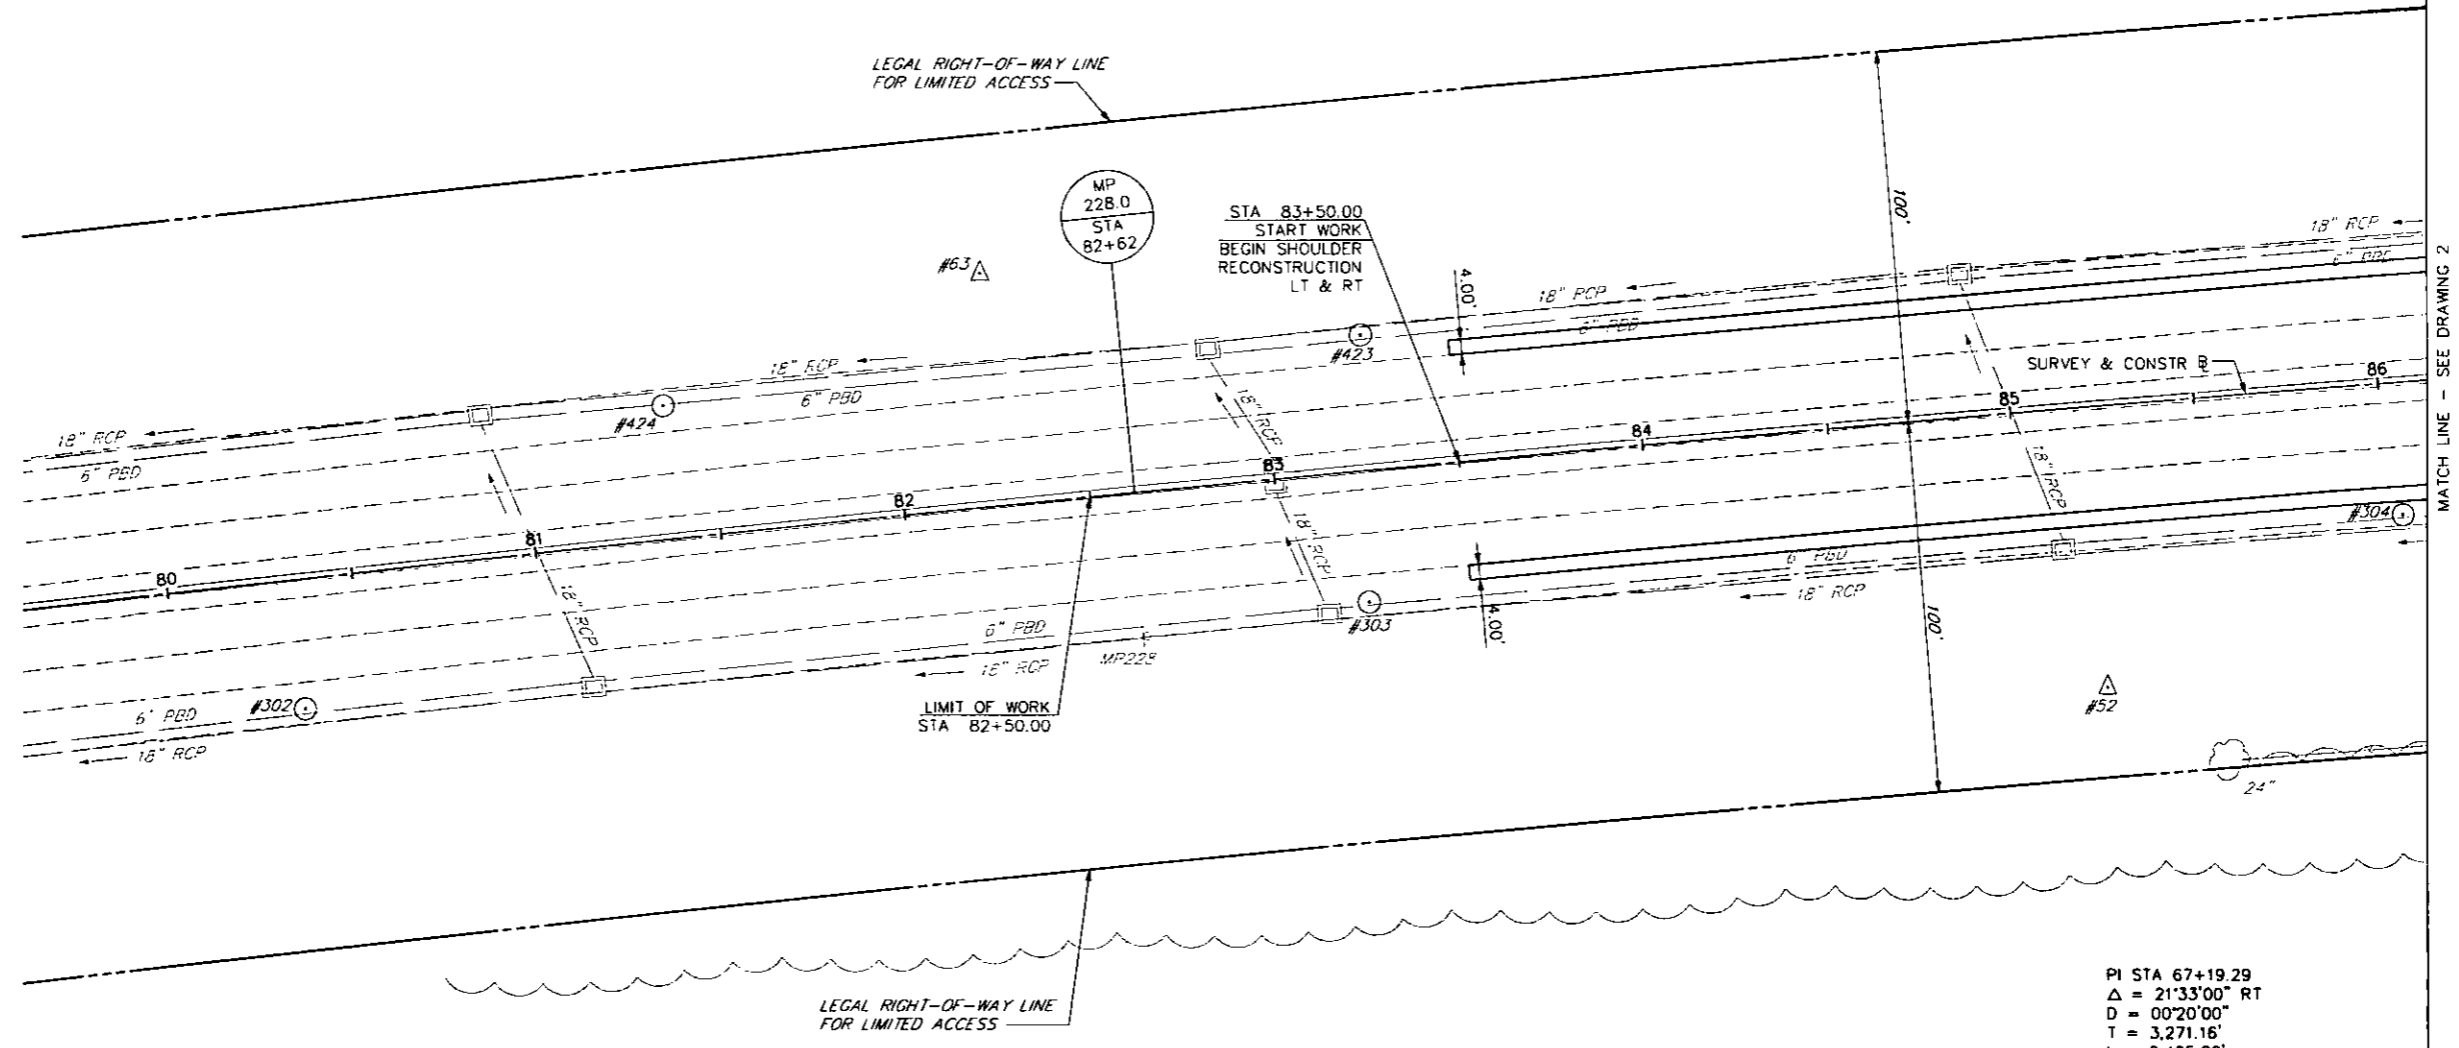 LEGAL RIGHT-OF-WAY LINE
FOR LIMITED ACCESS
MP
228.0
STA
82+62
STA 83+50.00
START WORK
BEGIN SHOULDER
RECONSTRUCTION
LT & RT
#63
100'
18" RCP
6" PBD
4.00'
18" RCP
6" PBD
#423
SURVEY & CONSTR B
86
MATCH LINE - SEE DRAWING 2
18" RCP
6" PBD
#424
18" RCP
85
84
83
82
81
80
18" RCP
6" PBD
18" RCP
18" RCP
18" RCP
#304
6" PBD
18" RCP
4.00'
#303
100'
6" PBD
18" RCP
MP228
LIMIT OF WORK
STA 82+50.00
6" PBD
#302
18" RCP
#52
24"
LEGAL RIGHT-OF-WAY LINE
FOR LIMITED ACCESS
PI STA 67+19.29
Δ = 21°33'00" RT
D = 00°20'00"
T = 3,271.16'